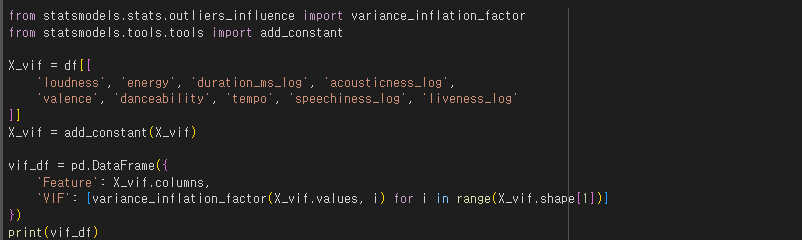 from statsmodels.stats.outliers_influence import variance_inflation_factor
from statsmodels.tools.tools import add_constant
X_vif = df[[
'loudness', 'energy', 'duration_ms_log', 'acousticness_log',
'valence', 'danceability', 'tempo', 'speechiness_log', 'liveness_log'
]]
X_vif = add_constant(X_vif)
vif_df = pd.DataFrame({
'Feature': X_vif.columns,
'VIF': [variance_inflation_factor(X_vif.values, i) for i in range(X_vif.shape[1])]
})
print(vif_df)